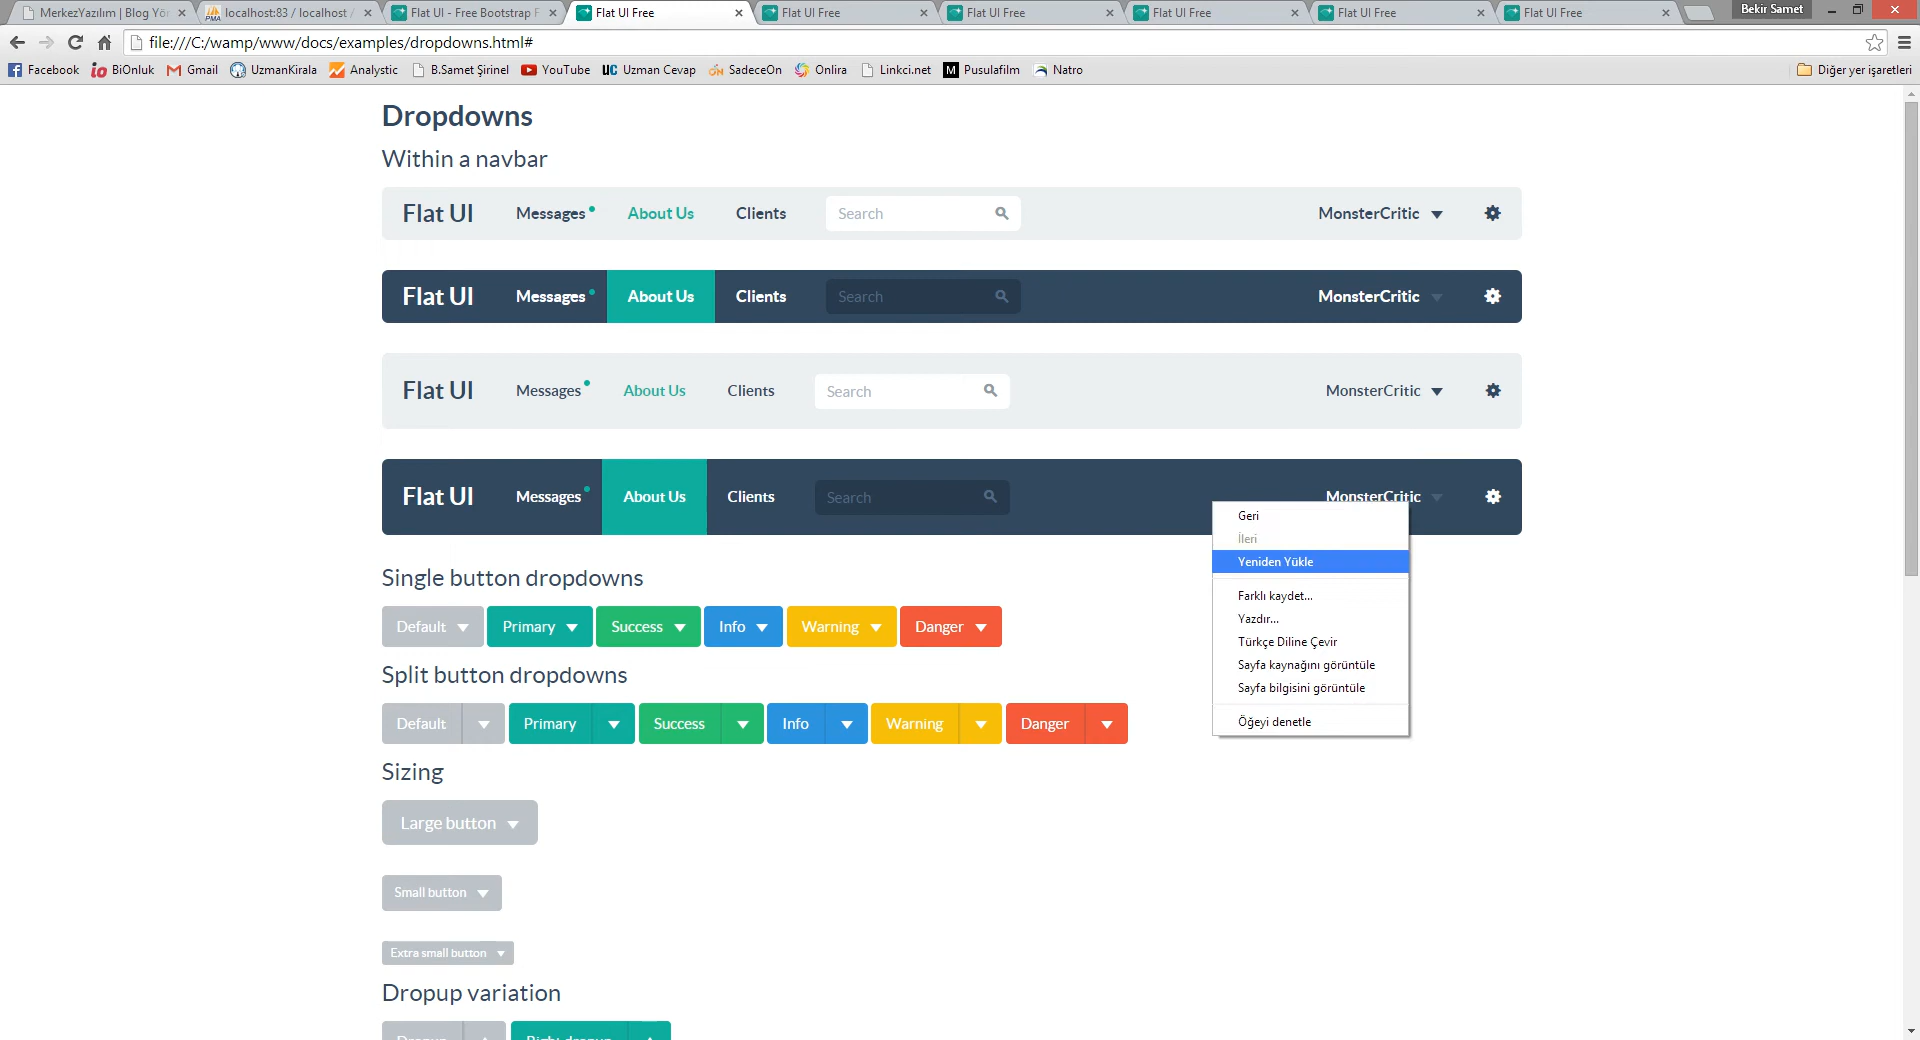 MerkezYazılım | Blog Yör
localhost:83 / localhost /
Flat UI - Free Bootstrap F
Flat UI Free
Flat UI Free
Flat UI Free
Flat UI Free
Flat UI Free
Flat UI Free
Bekir Samet
file:///C:/wamp/www/docs/examples/dropdowns.html#
Facebook
BiOnluk
Gmail
UzmanKirala
Analystic
B.Samet Şirinel
YouTube
UC Uzman Cevap
SadeceOn
Onlira
Linkci.net
M Pusulafilm
Natro
Diğer yer işaretleri
Dropdowns
Within a navbar
Flat UI Messages About Us Clients Search MonsterCritic
Flat UI Messages About Us Clients Search MonsterCritic
Flat UI Messages About Us Clients Search MonsterCritic
Flat UI Messages About Us Clients Search MonsterCritic
Geri
İleri
Yeniden Yükle
Farklı kaydet...
Yazdır...
Türkçe Diline Çevir
Sayfa kaynağını görüntüle
Sayfa bilgisini görüntüle
Öğeyi denetle
Single button dropdowns
Default Primary Success Info Warning Danger
Split button dropdowns
Default Primary Success Info Warning Danger
Sizing
Large button
Small button
Extra small button
Dropup variation
Dropup Right dropup